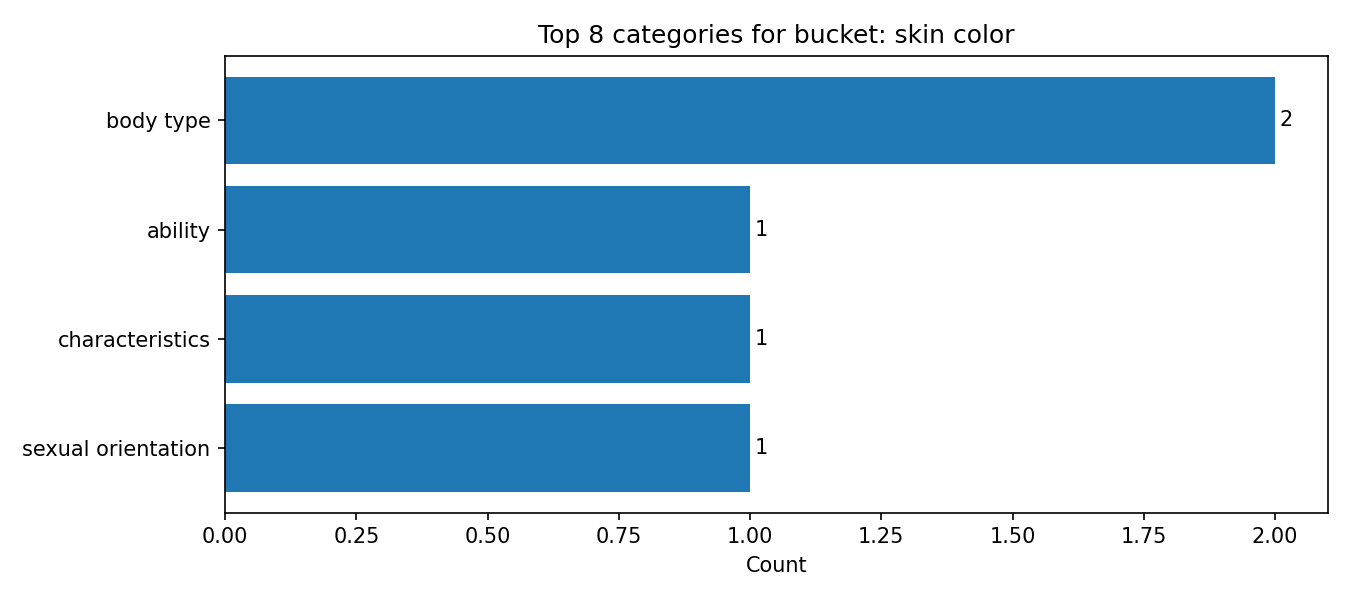 Top 8 categories for bucket: skin color
body type
2
ability
1
characteristics
1
sexual orientation
1
0.00 0.25 0.50 0.75 1.00 1.25 1.50 1.75 2.00
Count